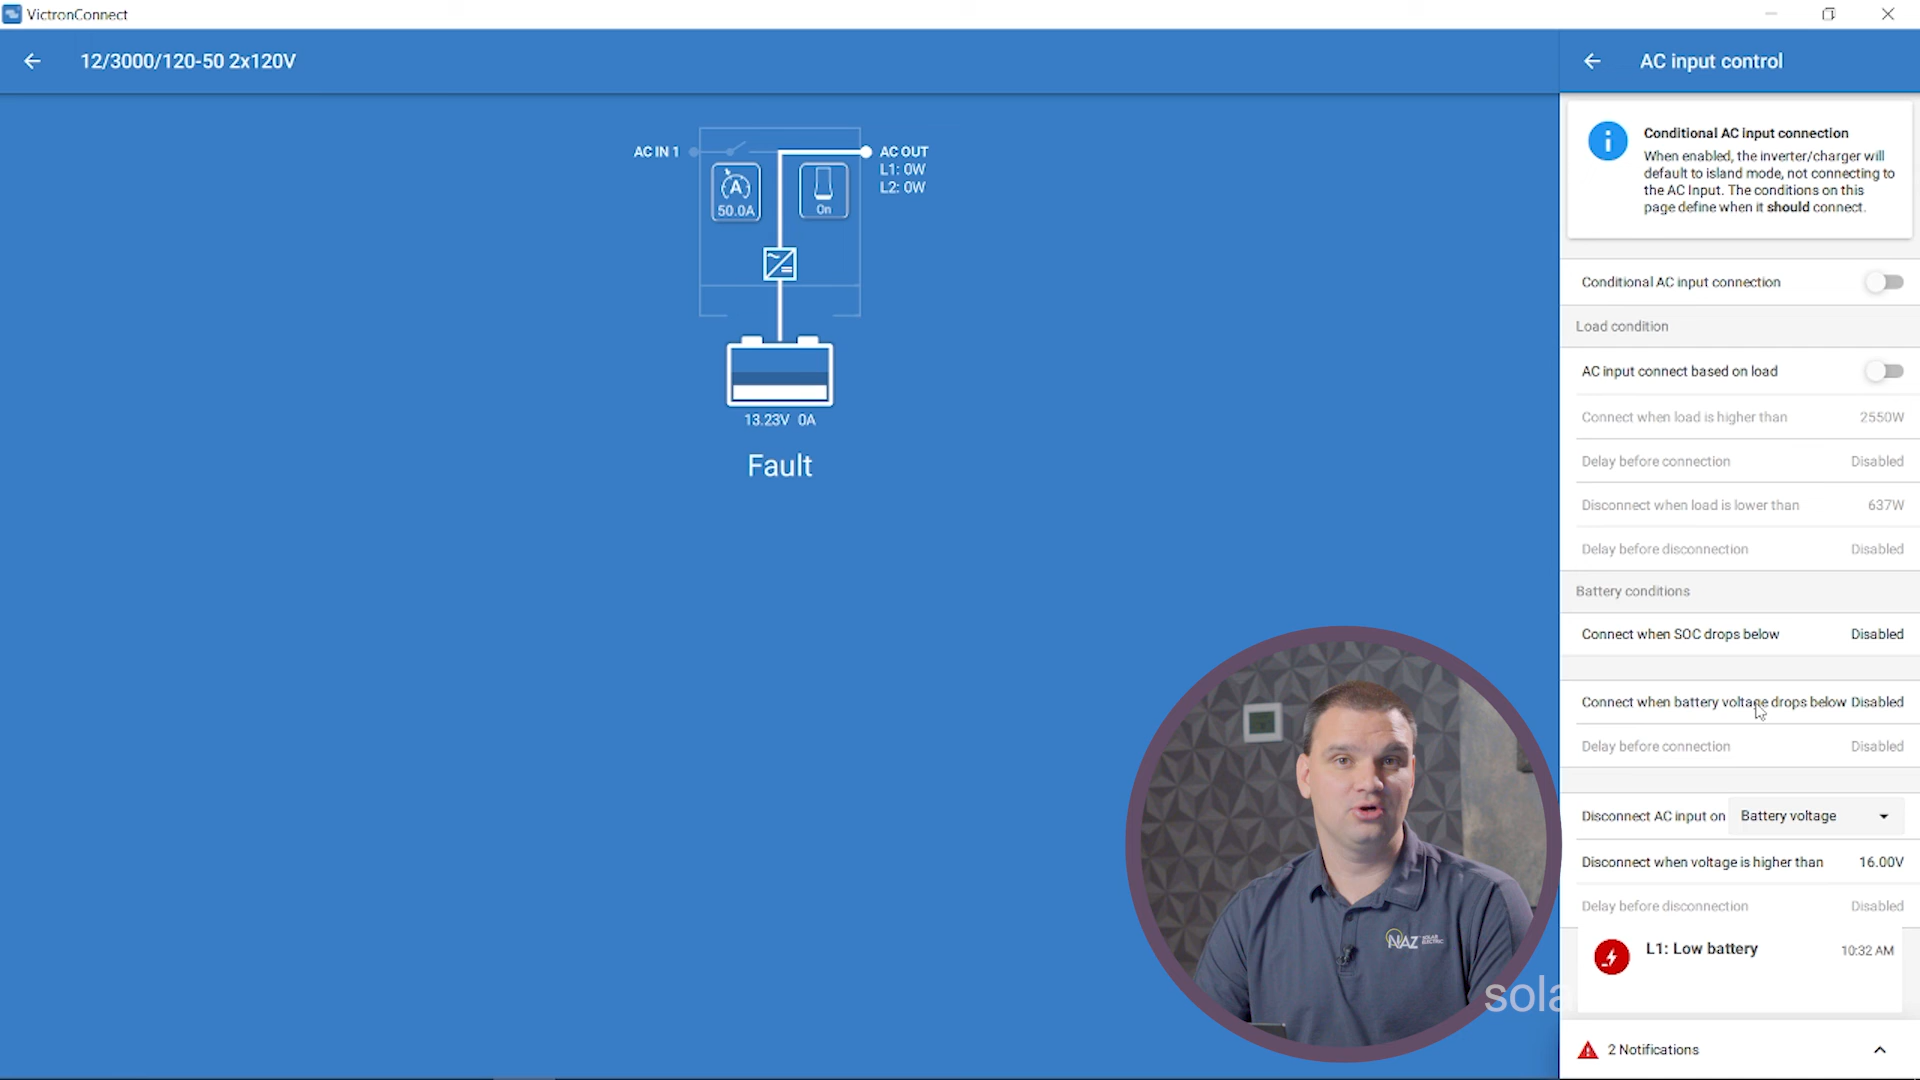 VictronConnect
12/3000/120-50 2x120V
AC input control
AC IN 1
AC OUT
L1: 0W
L2: 0W
A
50.0A
On
13.23V 0A
Fault
Conditional AC input connection
When enabled, the inverter/charger will
default to island mode, not connecting to
the AC Input. The conditions on this
page define when it should connect.
Conditional AC input connection
Load condition
AC input connect based on load
Connect when load is higher than 2550W
Delay before connection Disabled
Disconnect when load is lower than 637W
Delay before disconnection Disabled
Battery conditions
Connect when SOC drops below Disabled
Connect when battery voltage drops below Disabled
Delay before connection Disabled
Disconnect AC input on Battery voltage
Disconnect when voltage is higher than 16.00V
Delay before disconnection Disabled
L1: Low battery 10:32 AM
2 Notifications
NAZ SOLAR
ELECTRIC
sola